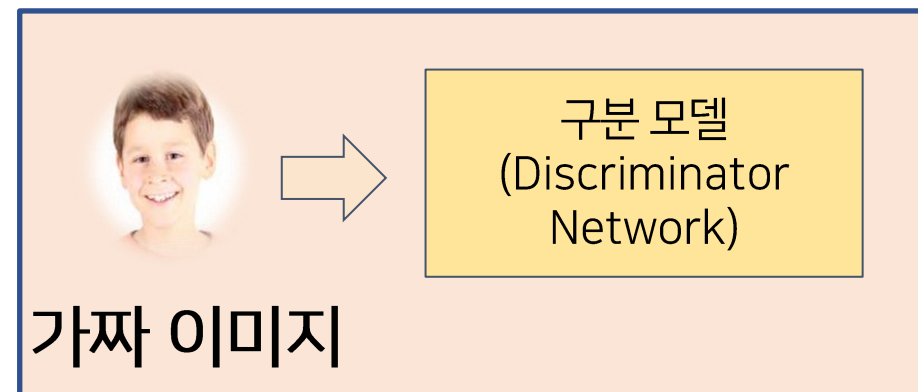 구분 모델
(Discriminator
Network)
가짜 이미지